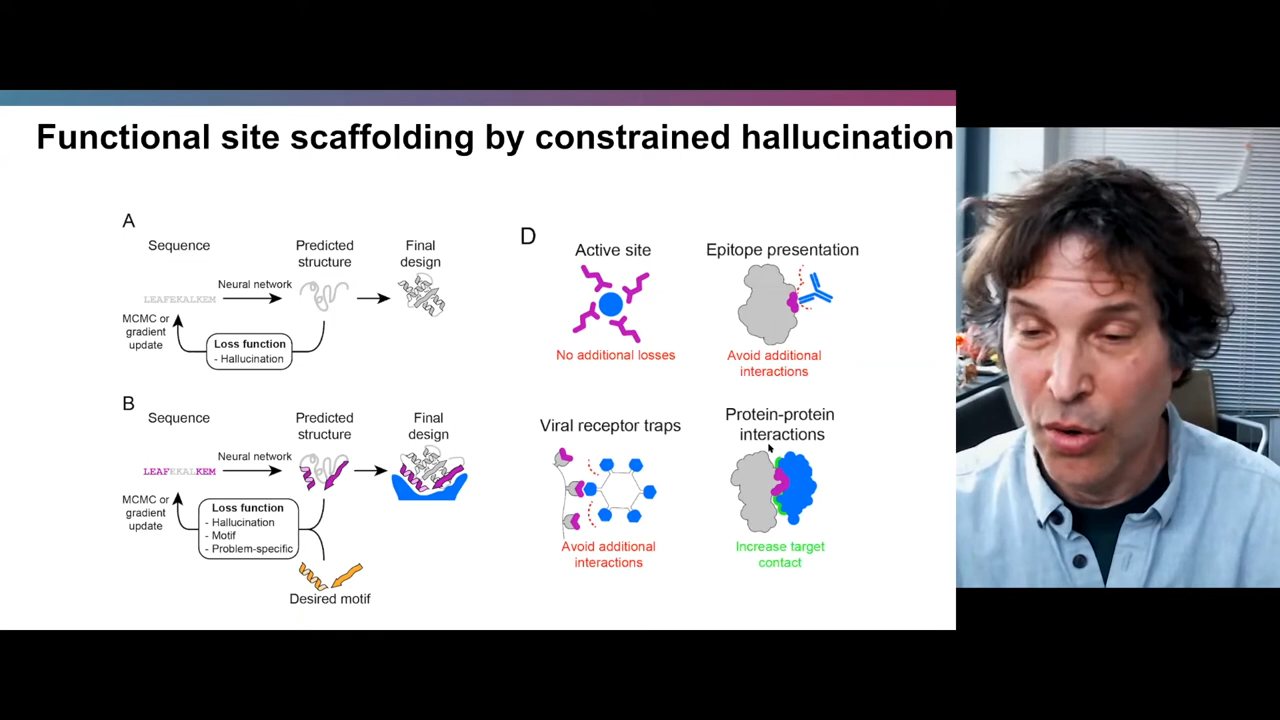 Functional site scaffolding by constrained hallucination
A
Sequence
Predicted
structure
Final
design
Neural network
LEAFEKALKEM
MCMC or
gradient
update
Loss function
- Hallucination
B
Sequence
Predicted
structure
Final
design
Neural network
LEAFEKALKEM
MCMC or
gradient
update
Loss function
- Hallucination
- Motif
- Problem-specific
Desired motif
D
Active site
No additional losses
Epitope presentation
Avoid additional
interactions
Viral receptor traps
Avoid additional
interactions
Protein-protein
interactions
Increase target
contact